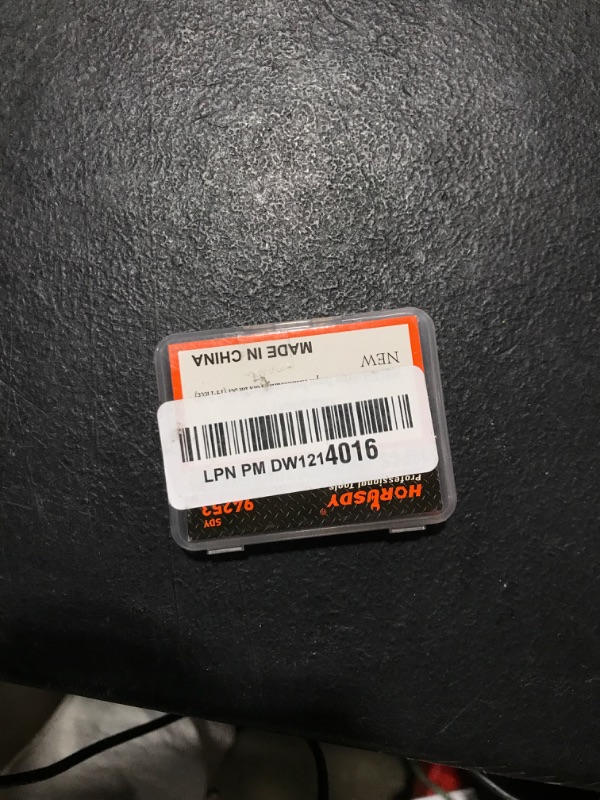 LPN PM DW1214016
HORUSDY®
Professional Tools
SDY
96253
NEW
MADE IN CHINA